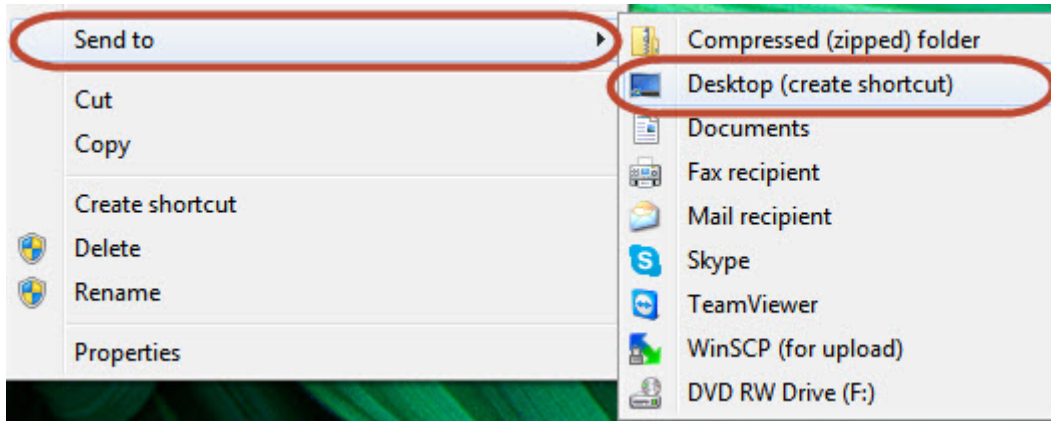 Send to
Cut
Copy
Create shortcut
Delete
Rename
Properties
Compressed (zipped) folder
Desktop (create shortcut)
Documents
Fax recipient
Mail recipient
Skype
TeamViewer
WinSCP (for upload)
DVD RW Drive (F:)